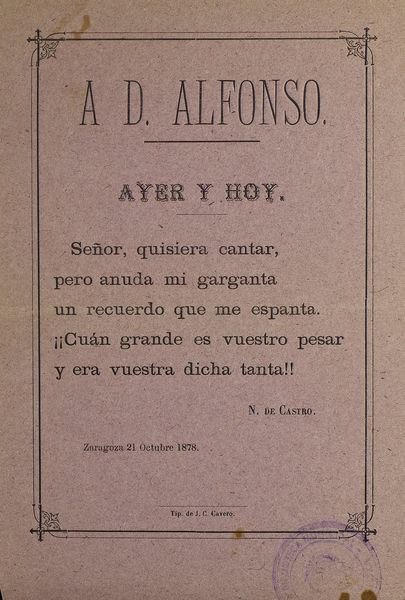 A D. ALFONSO.
AYER Y HOY.
Señor, quisiera cantar,
pero anuda mi garganta
un recuerdo que me espanta.
¡¡Cuán grande es vuestro pesar
y era vuestra dicha tanta!!
N. DE CASTRO.
Zaragoza 21 Octubre 1878.
Tip. de J. C. Cavero.